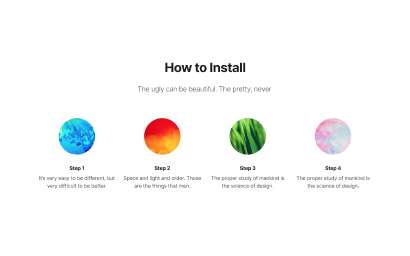 How to Install
The ugly can be beautiful. The pretty, never
Step 1
It's very easy to be different, but
very difficult to be better.
Step 2
Space and light and order. Those
are the things that men.
Step 3
The proper study of mankind is
the science of design.
Step 4
The proper study of mankind is
the science of design.